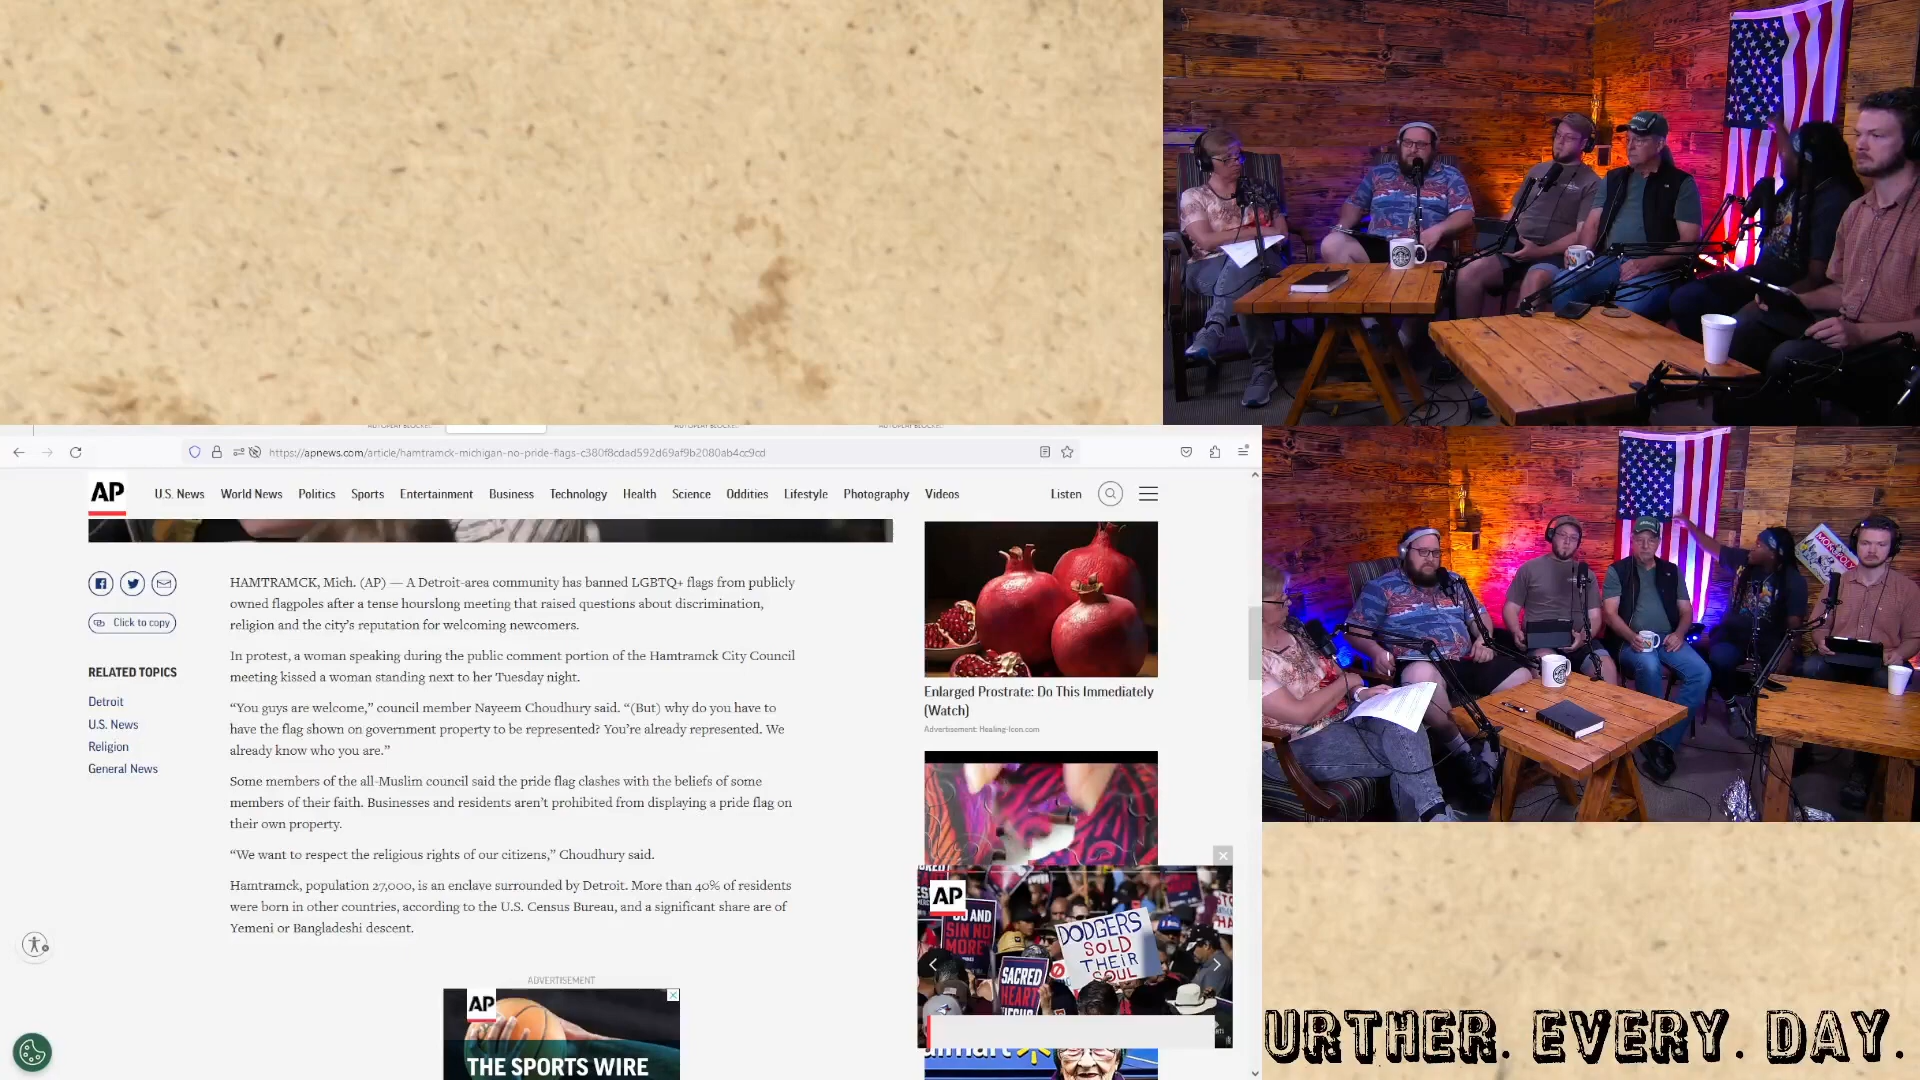 https://apnews.com/article/hamtramck-michigan-no-pride-flags-c380f8cdad592d69af9b2080ab4cc9cd
AP
U.S. News World News Politics Sports Entertainment Business Technology Health Science Oddities Lifestyle Photography Videos Listen
Click to copy
RELATED TOPICS
Detroit
U.S. News
Religion
General News
HAMTRAMCK, Mich. (AP) — A Detroit-area community has banned LGBTQ+ flags from publicly
owned flagpoles after a tense hourslong meeting that raised questions about discrimination,
religion and the city's reputation for welcoming newcomers.
In protest, a woman speaking during the public comment portion of the Hamtramck City Council
meeting kissed a woman standing next to her Tuesday night.
“You guys are welcome,” council member Nayeem Choudhury said. “(But) why do you have to
have the flag shown on government property to be represented? You're already represented. We
already know who you are.”
Some members of the all-Muslim council said the pride flag clashes with the beliefs of some
members of their faith. Businesses and residents aren't prohibited from displaying a pride flag on
their own property.
“We want to respect the religious rights of our citizens,” Choudhury said.
Hamtramck, population 27,000, is an enclave surrounded by Detroit. More than 40% of residents
were born in other countries, according to the U.S. Census Bureau, and a significant share are of
Yemeni or Bangladeshi descent.
ADVERTISEMENT
AP
THE SPORTS WIRE
Enlarged Prostrate: Do This Immediately
(Watch)
Advertisement: Healing-Icon.com
AP
AND
SIN NO
MORE
DODGERS
SOLD
THEIR
SOUL
SACRED
HEART
MONOPOLY
URTHER. EVERY. DAY.